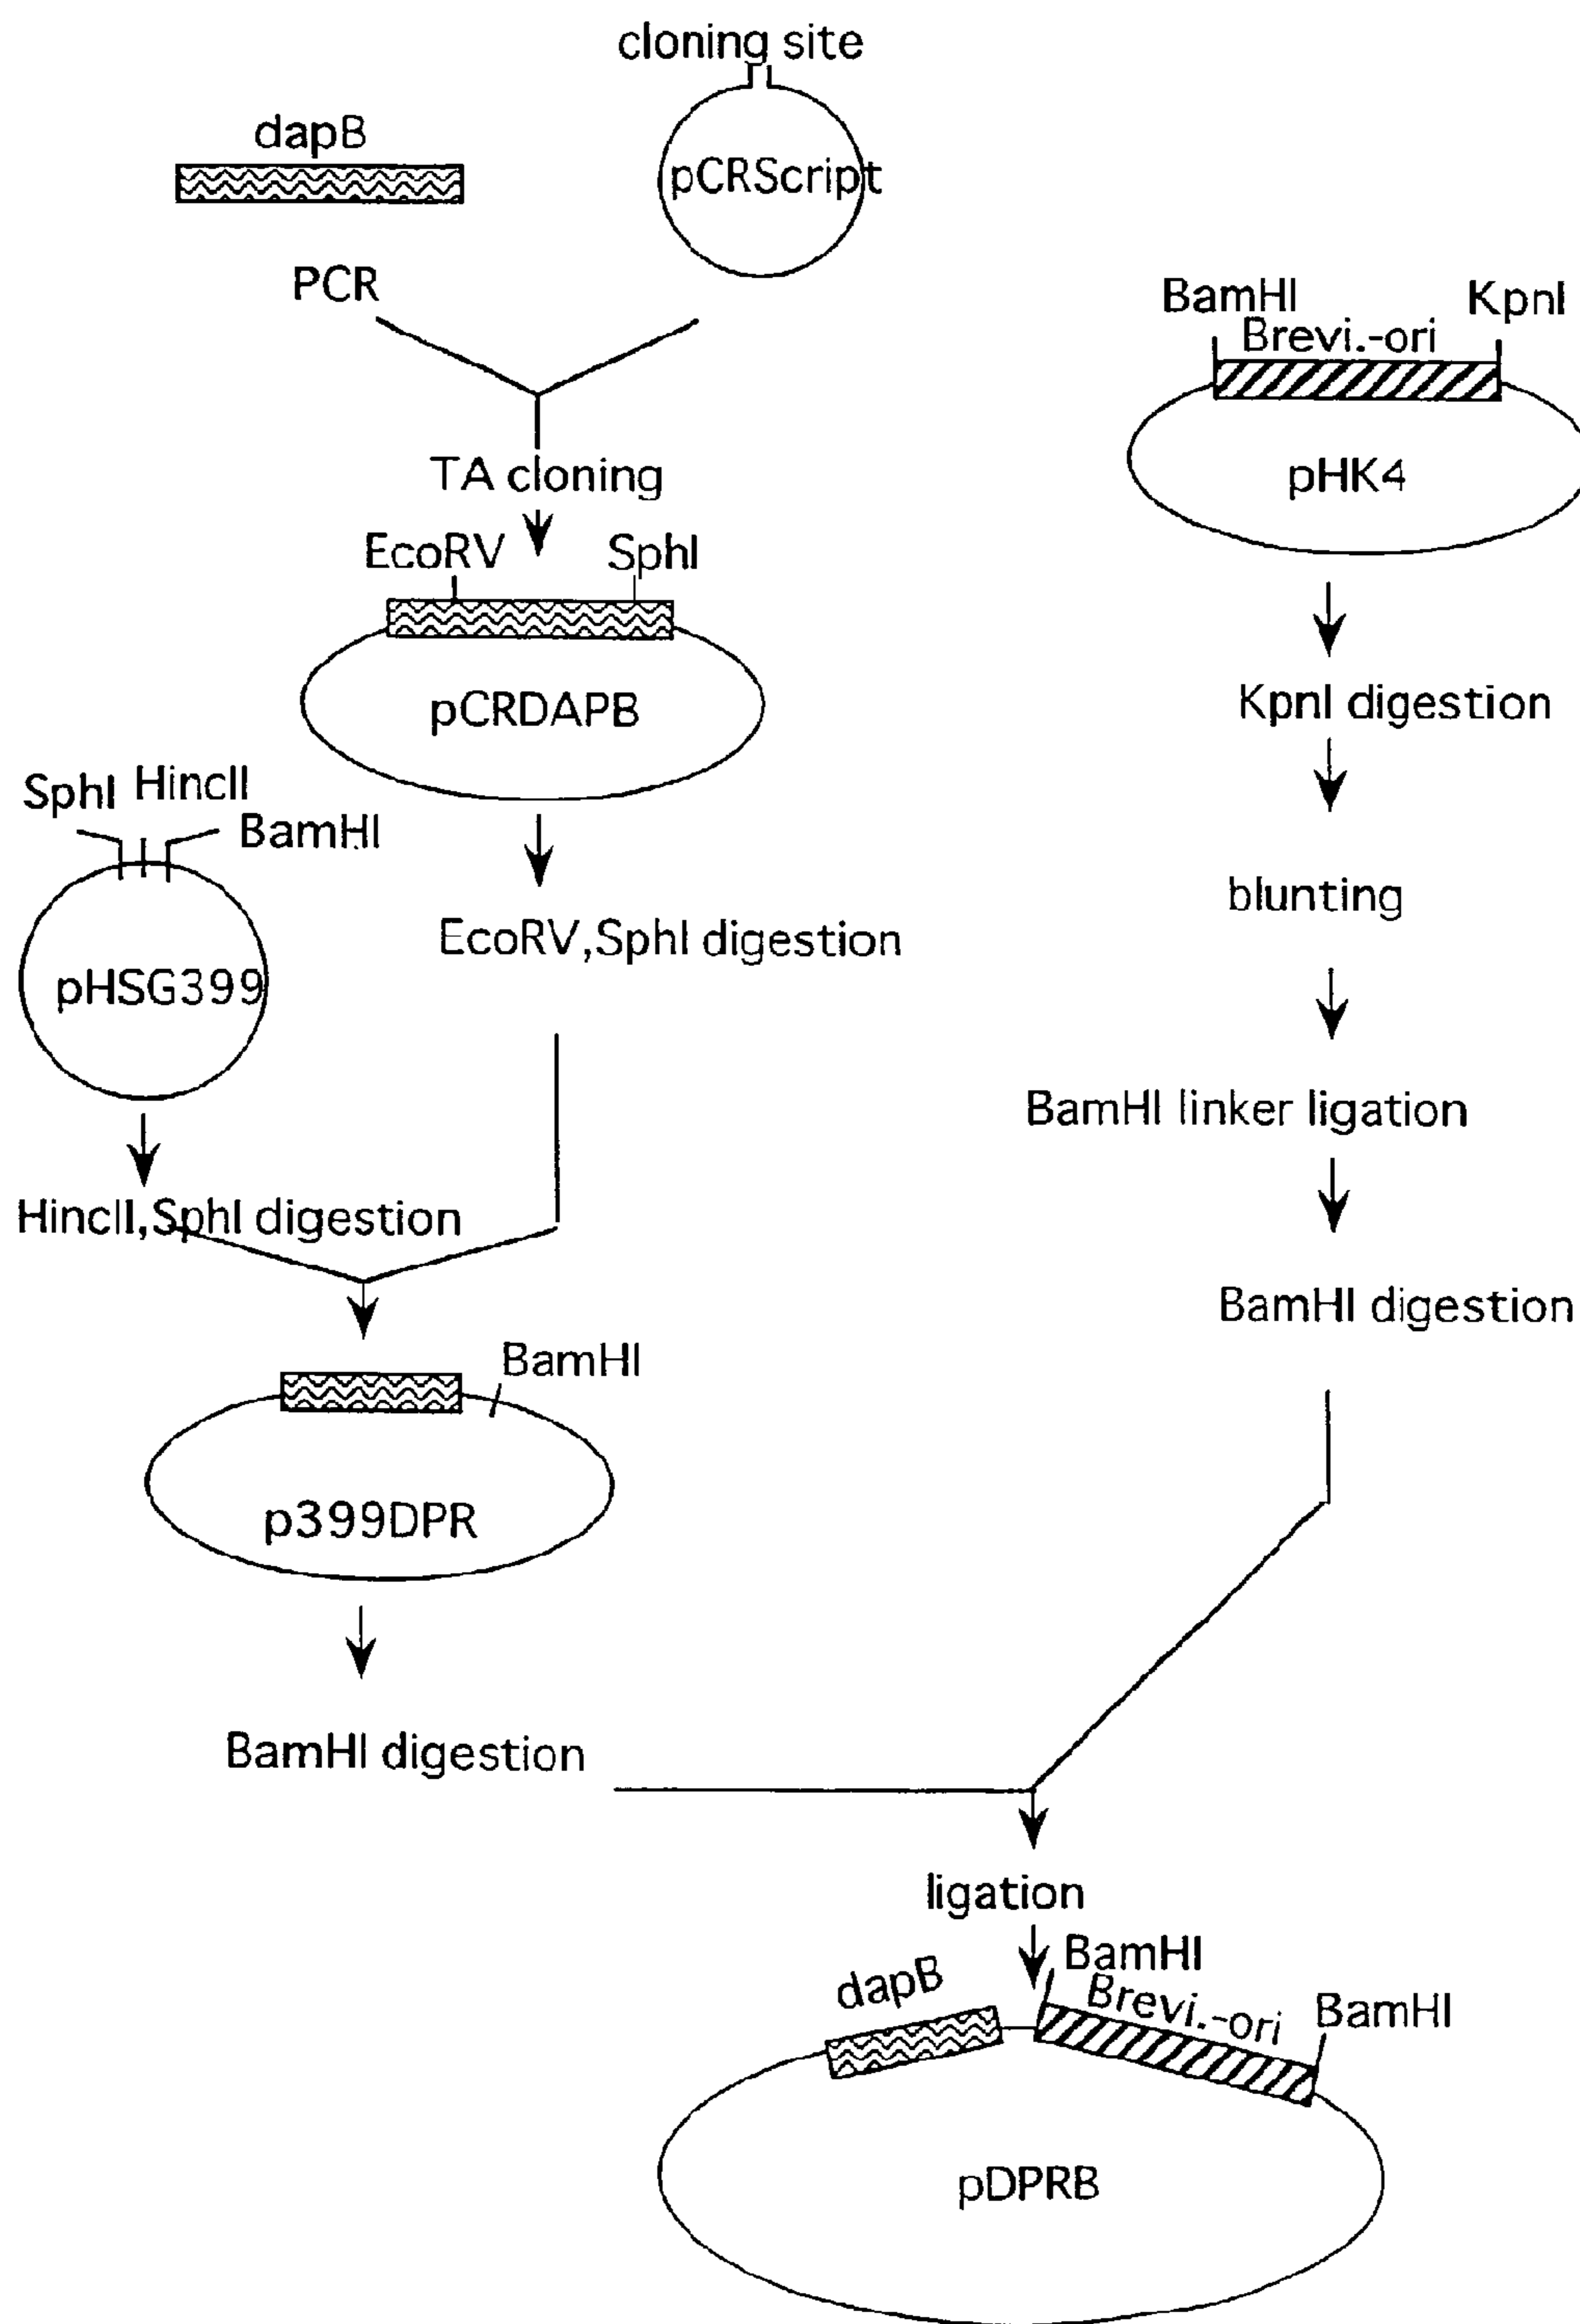 cloning site
dapB
pCRScript
PCR
BamHI
KpnI
Brevi.-ori
pHK4
TA cloning
EcoRV
SphI
pCRDAPB
KpnI digestion
SphI
HincII
BamHI
blunting
EcoRV,SphI digestion
pHSG399
BamHI linker ligation
HincII,SphI digestion
BamHI digestion
BamHI
p399DPR
BamHI digestion
ligation
dapB
BamHI
Brevi.-ori
BamHI
pDPRB